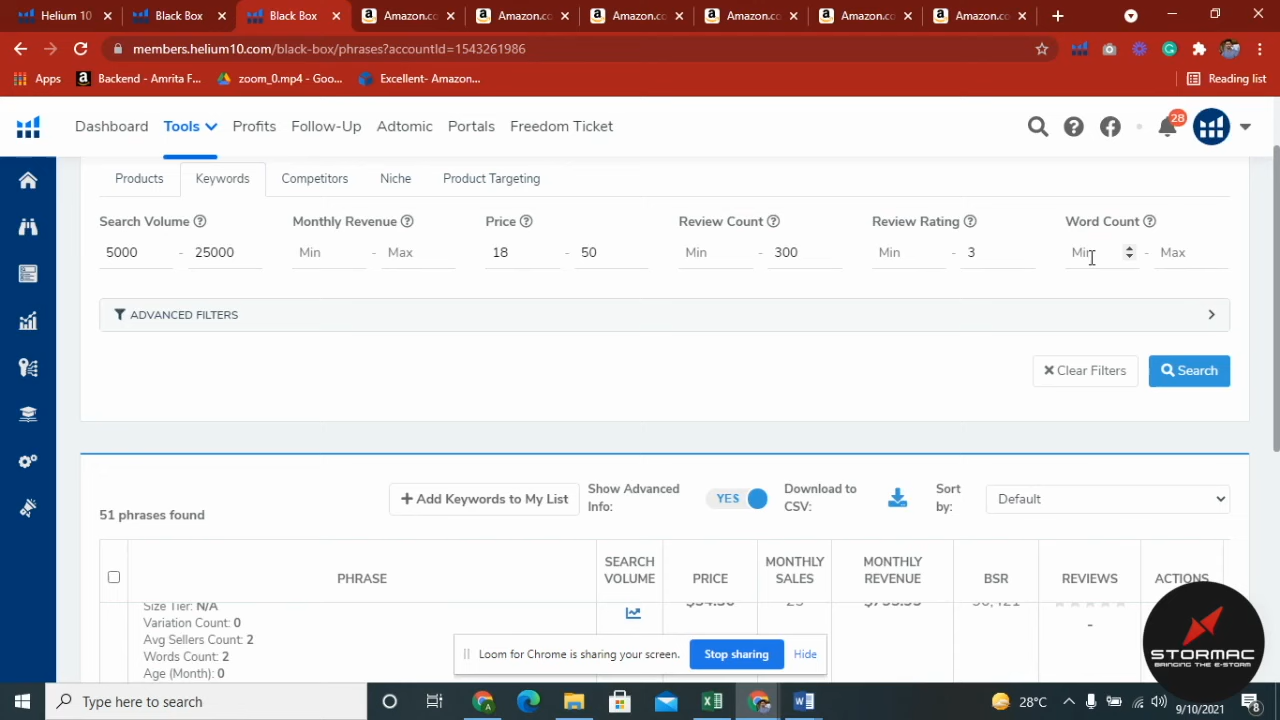 Helium 10
Black Box
Black Box
Amazon.co
Amazon.co
Amazon.co
Amazon.co
Amazon.co
Amazon.co
members.helium10.com/black-box/phrases?accountId=1543261986
Apps
Backend - Amrita F...
zoom_0.mp4 - Goo...
Excellent- Amazon...
Reading list
Dashboard
Tools
Profits
Follow-Up
Adtomic
Portals
Freedom Ticket
28
Products
Keywords
Competitors
Niche
Product Targeting
Search Volume
Monthly Revenue
Price
Review Count
Review Rating
Word Count
5000 - 25000
Min - Max
18 - 50
Min - 300
Min - 3
Min - Max
ADVANCED FILTERS
Clear Filters
Search
51 phrases found
+ Add Keywords to My List
Show Advanced
Info:
YES
Download to
CSV:
Sort
by:
Default
PHRASE
SEARCH
VOLUME
PRICE
MONTHLY
SALES
MONTHLY
REVENUE
BSR
REVIEWS
ACTIONS
Size Tier: N/A
Variation Count: 0
Avg Sellers Count: 2
Words Count: 2
Age (Month): 0
-
Loom for Chrome is sharing your screen.
Stop sharing
Hide
STORMAC
BRINGING THE E-STORM
Type here to search
28°C
9/10/2021
8